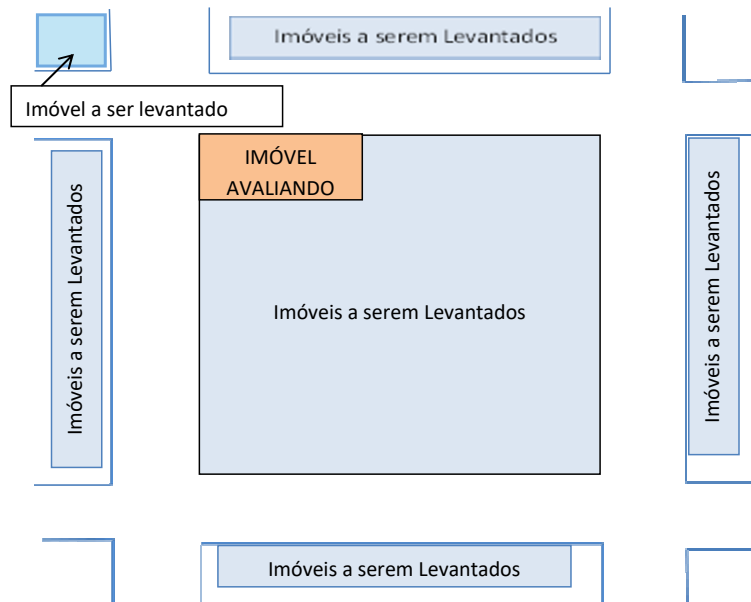 Imóveis a serem Levantados
Imóvel a ser levantado
IMÓVEL
AVALIANDO
Imóveis a serem Levantados
Imóveis a serem Levantados
Imóveis a serem Levantados
Imóveis a serem Levantados